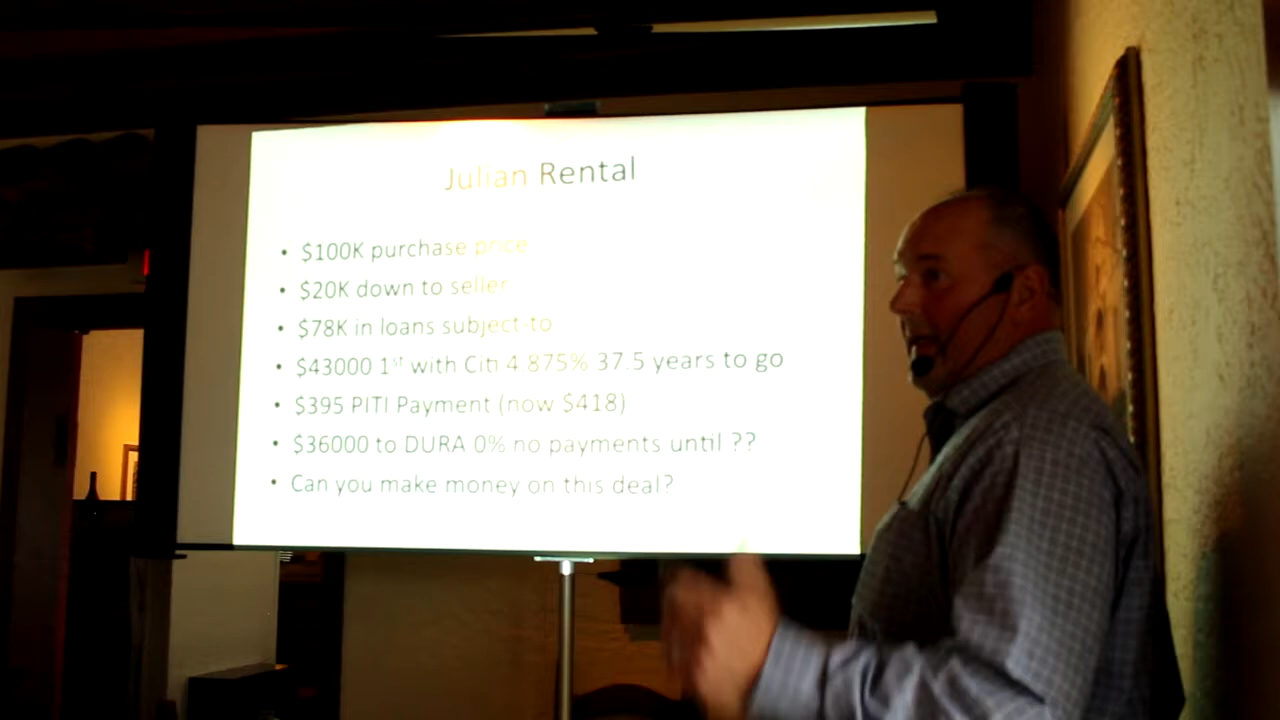 Julian Rental
• $100K purchase price
• $20K down to seller
• $78K in loans subject-to
• $43000 1st with Citi 4.875% 37.5 years to go
• $395 PITI Payment (now $418)
• $36000 to DURA 0% no payments until ??
• Can you make money on this deal?